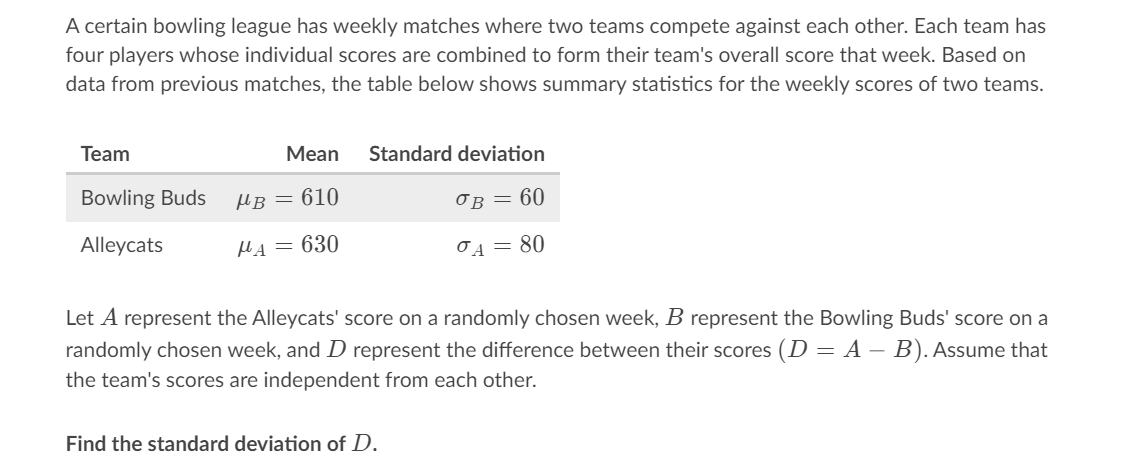 A certain bowling league has weekly matches where two teams compete against each other. Each team has
four players whose individual scores are combined to form their team's overall score that week. Based on
data from previous matches, the table below shows summary statistics for the weekly scores of two teams.
Team Mean Standard deviation
Bowling Buds μB = 610 σB = 60
Alleycats μA = 630 σA = 80
Let A represent the Alleycats' score on a randomly chosen week, B represent the Bowling Buds' score on a
randomly chosen week, and D represent the difference between their scores (D = A − B). Assume that
the team's scores are independent from each other.
Find the standard deviation of D.